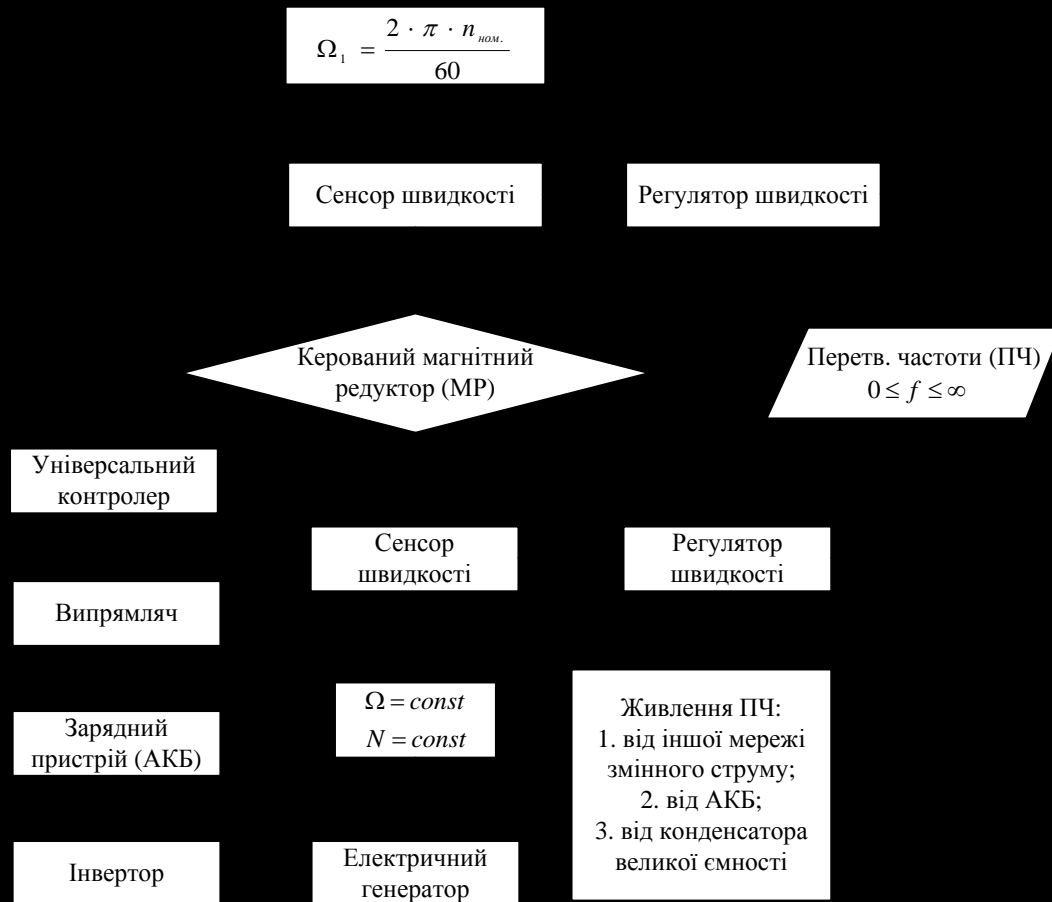 Ω₁ = 2 · π · n ном. / 60
Сенсор швидкості
Регулятор швидкості
Керований магнітний
редуктор (МР)
Перетв. частоти (ПЧ)
0 ≤ f ≤ ∞
Універсальний
контролер
Сенсор
швидкості
Регулятор
швидкості
Випрямляч
Ω = const
N = const
Живлення ПЧ:
1. від іншої мережі
змінного струму;
2. від АКБ;
3. від конденсатора
великої ємності
Зарядний
пристрій (АКБ)
Інвертор
Електричний
генератор